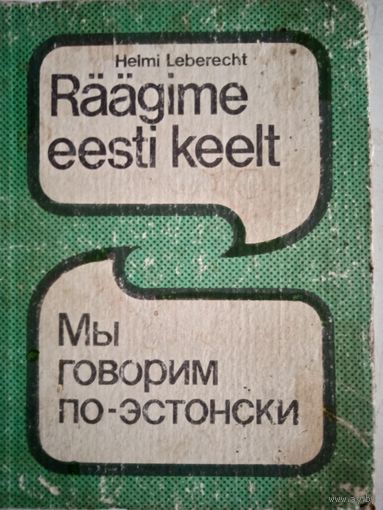 Helmi Leberecht
Räägime
eesti keelt
Мы
говорим
по-эстонски